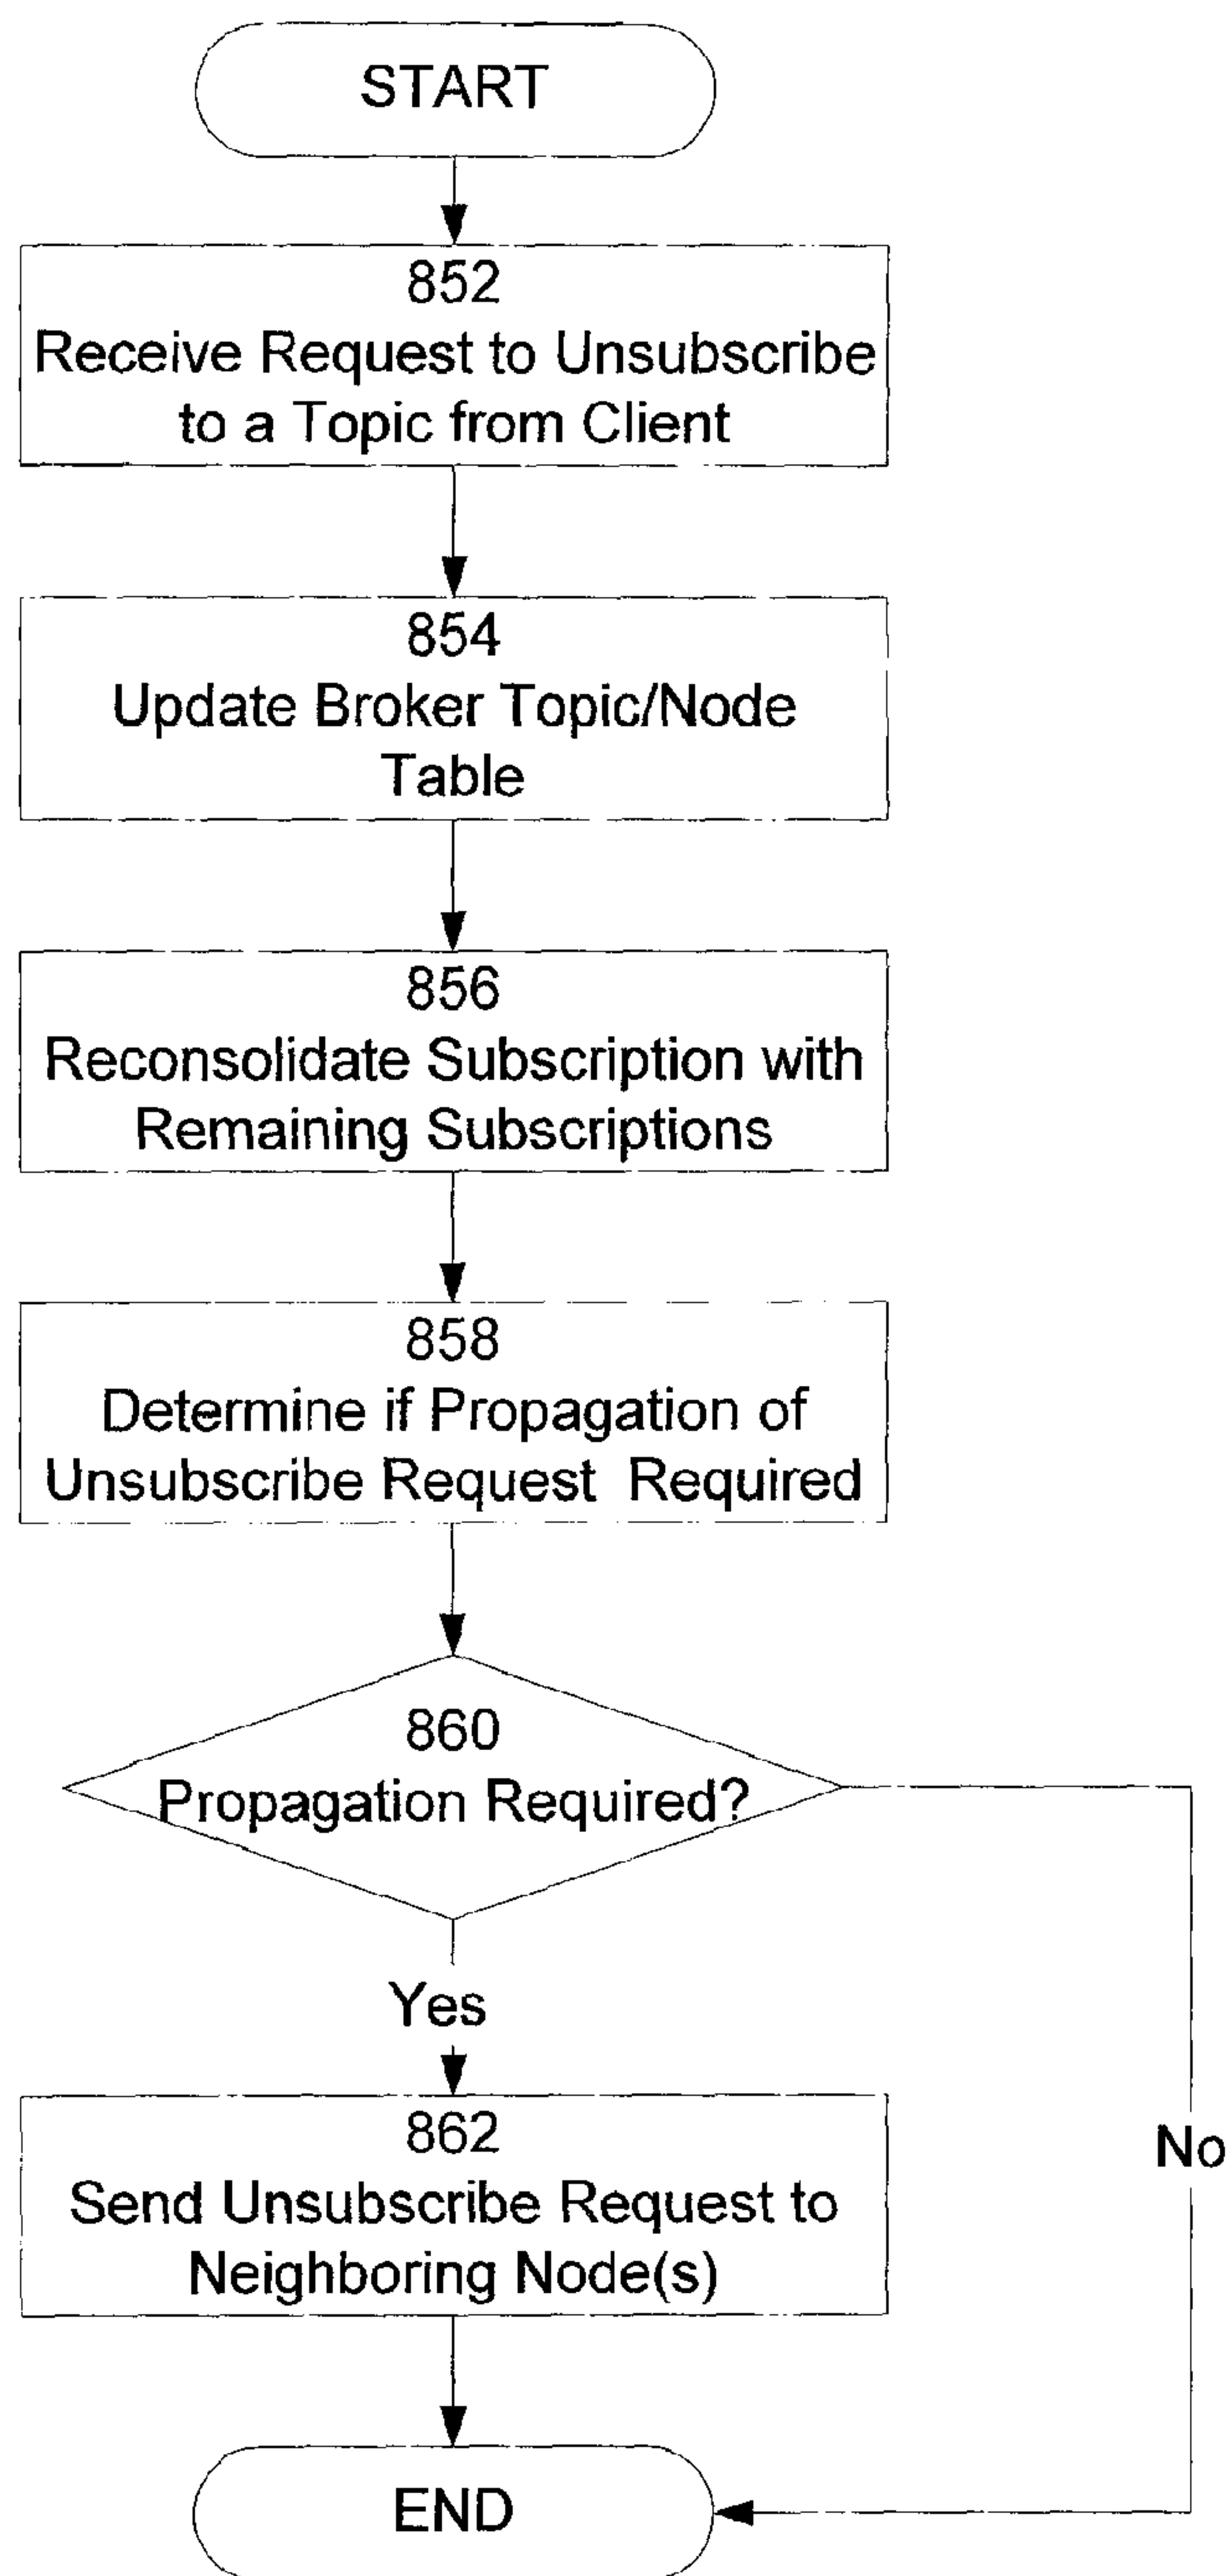 START
852
Receive Request to Unsubscribe
to a Topic from Client
854
Update Broker Topic/Node
Table
856
Reconsolidate Subscription with
Remaining Subscriptions
858
Determine if Propagation of
Unsubscribe Request Required
860
Propagation Required?
Yes
862
Send Unsubscribe Request to
Neighboring Node(s)
No
END